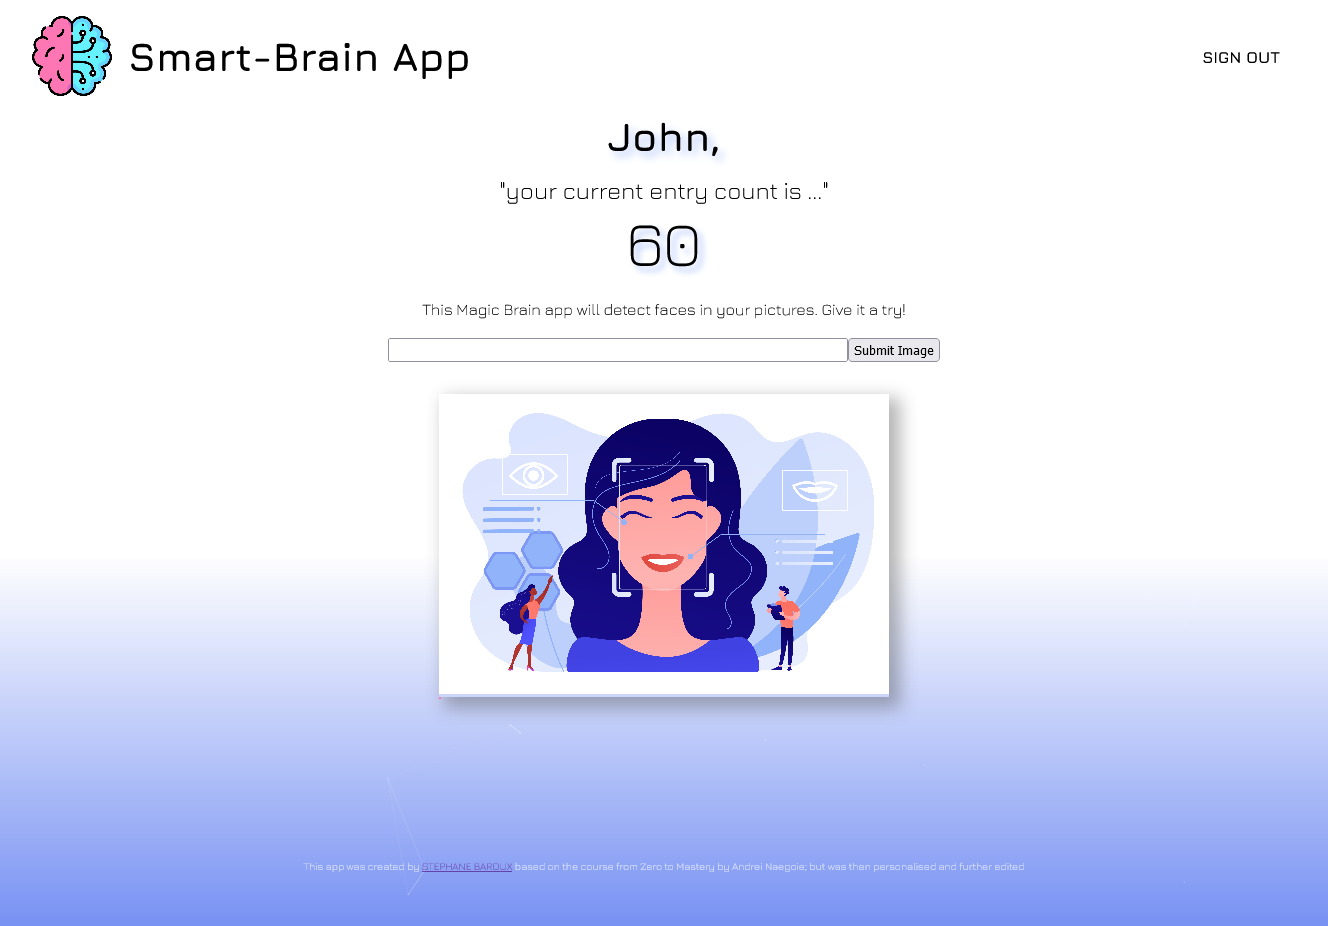 Smart-Brain App
SIGN OUT
John,
"your current entry count is ..."
60
This Magic Brain app will detect faces in your pictures. Give it a try!
Submit Image
This app was created by STEPHANE BAROUX based on the course from Zero to Mastery by Andrei Naegoie; but was then personalised and further edited